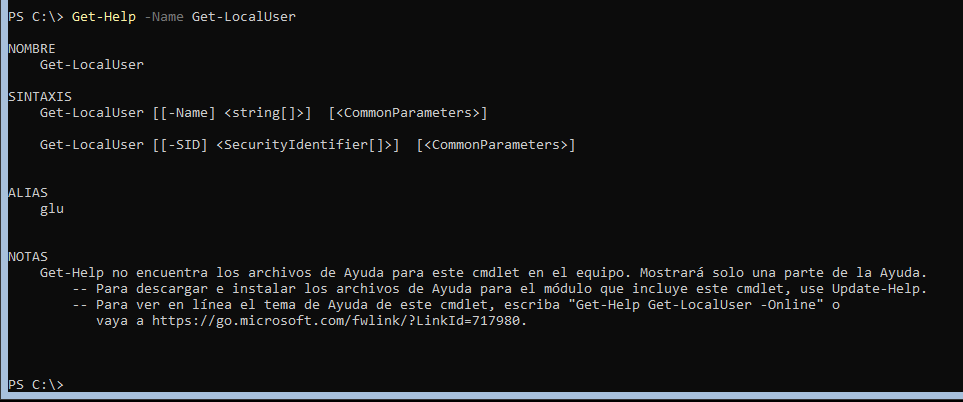 PS C:\> Get-Help -Name Get-LocalUser
NOMBRE
Get-LocalUser
SINTAXIS
Get-LocalUser [[-Name] <string[]>]  [<CommonParameters>]
Get-LocalUser [[-SID] <SecurityIdentifier[]>]  [<CommonParameters>]
ALIAS
glu
NOTAS
Get-Help no encuentra los archivos de Ayuda para este cmdlet en el equipo. Mostrará solo una parte de la Ayuda.
-- Para descargar e instalar los archivos de Ayuda para el módulo que incluye este cmdlet, use Update-Help.
-- Para ver en línea el tema de Ayuda de este cmdlet, escriba "Get-Help Get-LocalUser -Online" o
vaya a https://go.microsoft.com/fwlink/?LinkId=717980.
PS C:\>